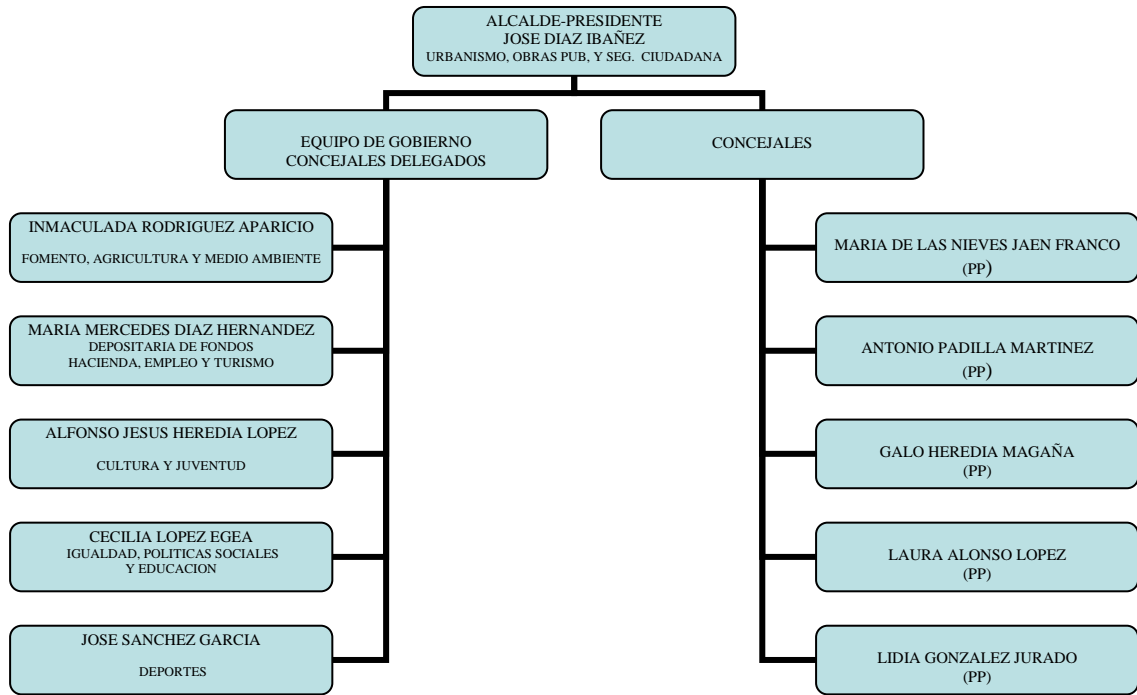 ALCALDE-PRESIDENTE
JOSE DIAZ IBAÑEZ
URBANISMO, OBRAS PUB, Y SEG. CIUDADANA
EQUIPO DE GOBIERNO
CONCEJALES DELEGADOS
CONCEJALES
INMACULADA RODRIGUEZ APARICIO
FOMENTO, AGRICULTURA Y MEDIO AMBIENTE
MARIA MERCEDES DIAZ HERNANDEZ
DEPOSITARIA DE FONDOS
HACIENDA, EMPLEO Y TURISMO
ALFONSO JESUS HEREDIA LOPEZ
CULTURA Y JUVENTUD
CECILIA LOPEZ EGEA
IGUALDAD, POLITICAS SOCIALES
Y EDUCACION
JOSE SANCHEZ GARCIA
DEPORTES
MARIA DE LAS NIEVES JAEN FRANCO
(PP)
ANTONIO PADILLA MARTINEZ
(PP)
GALO HEREDIA MAGAÑA
(PP)
LAURA ALONSO LOPEZ
(PP)
LIDIA GONZALEZ JURADO
(PP)